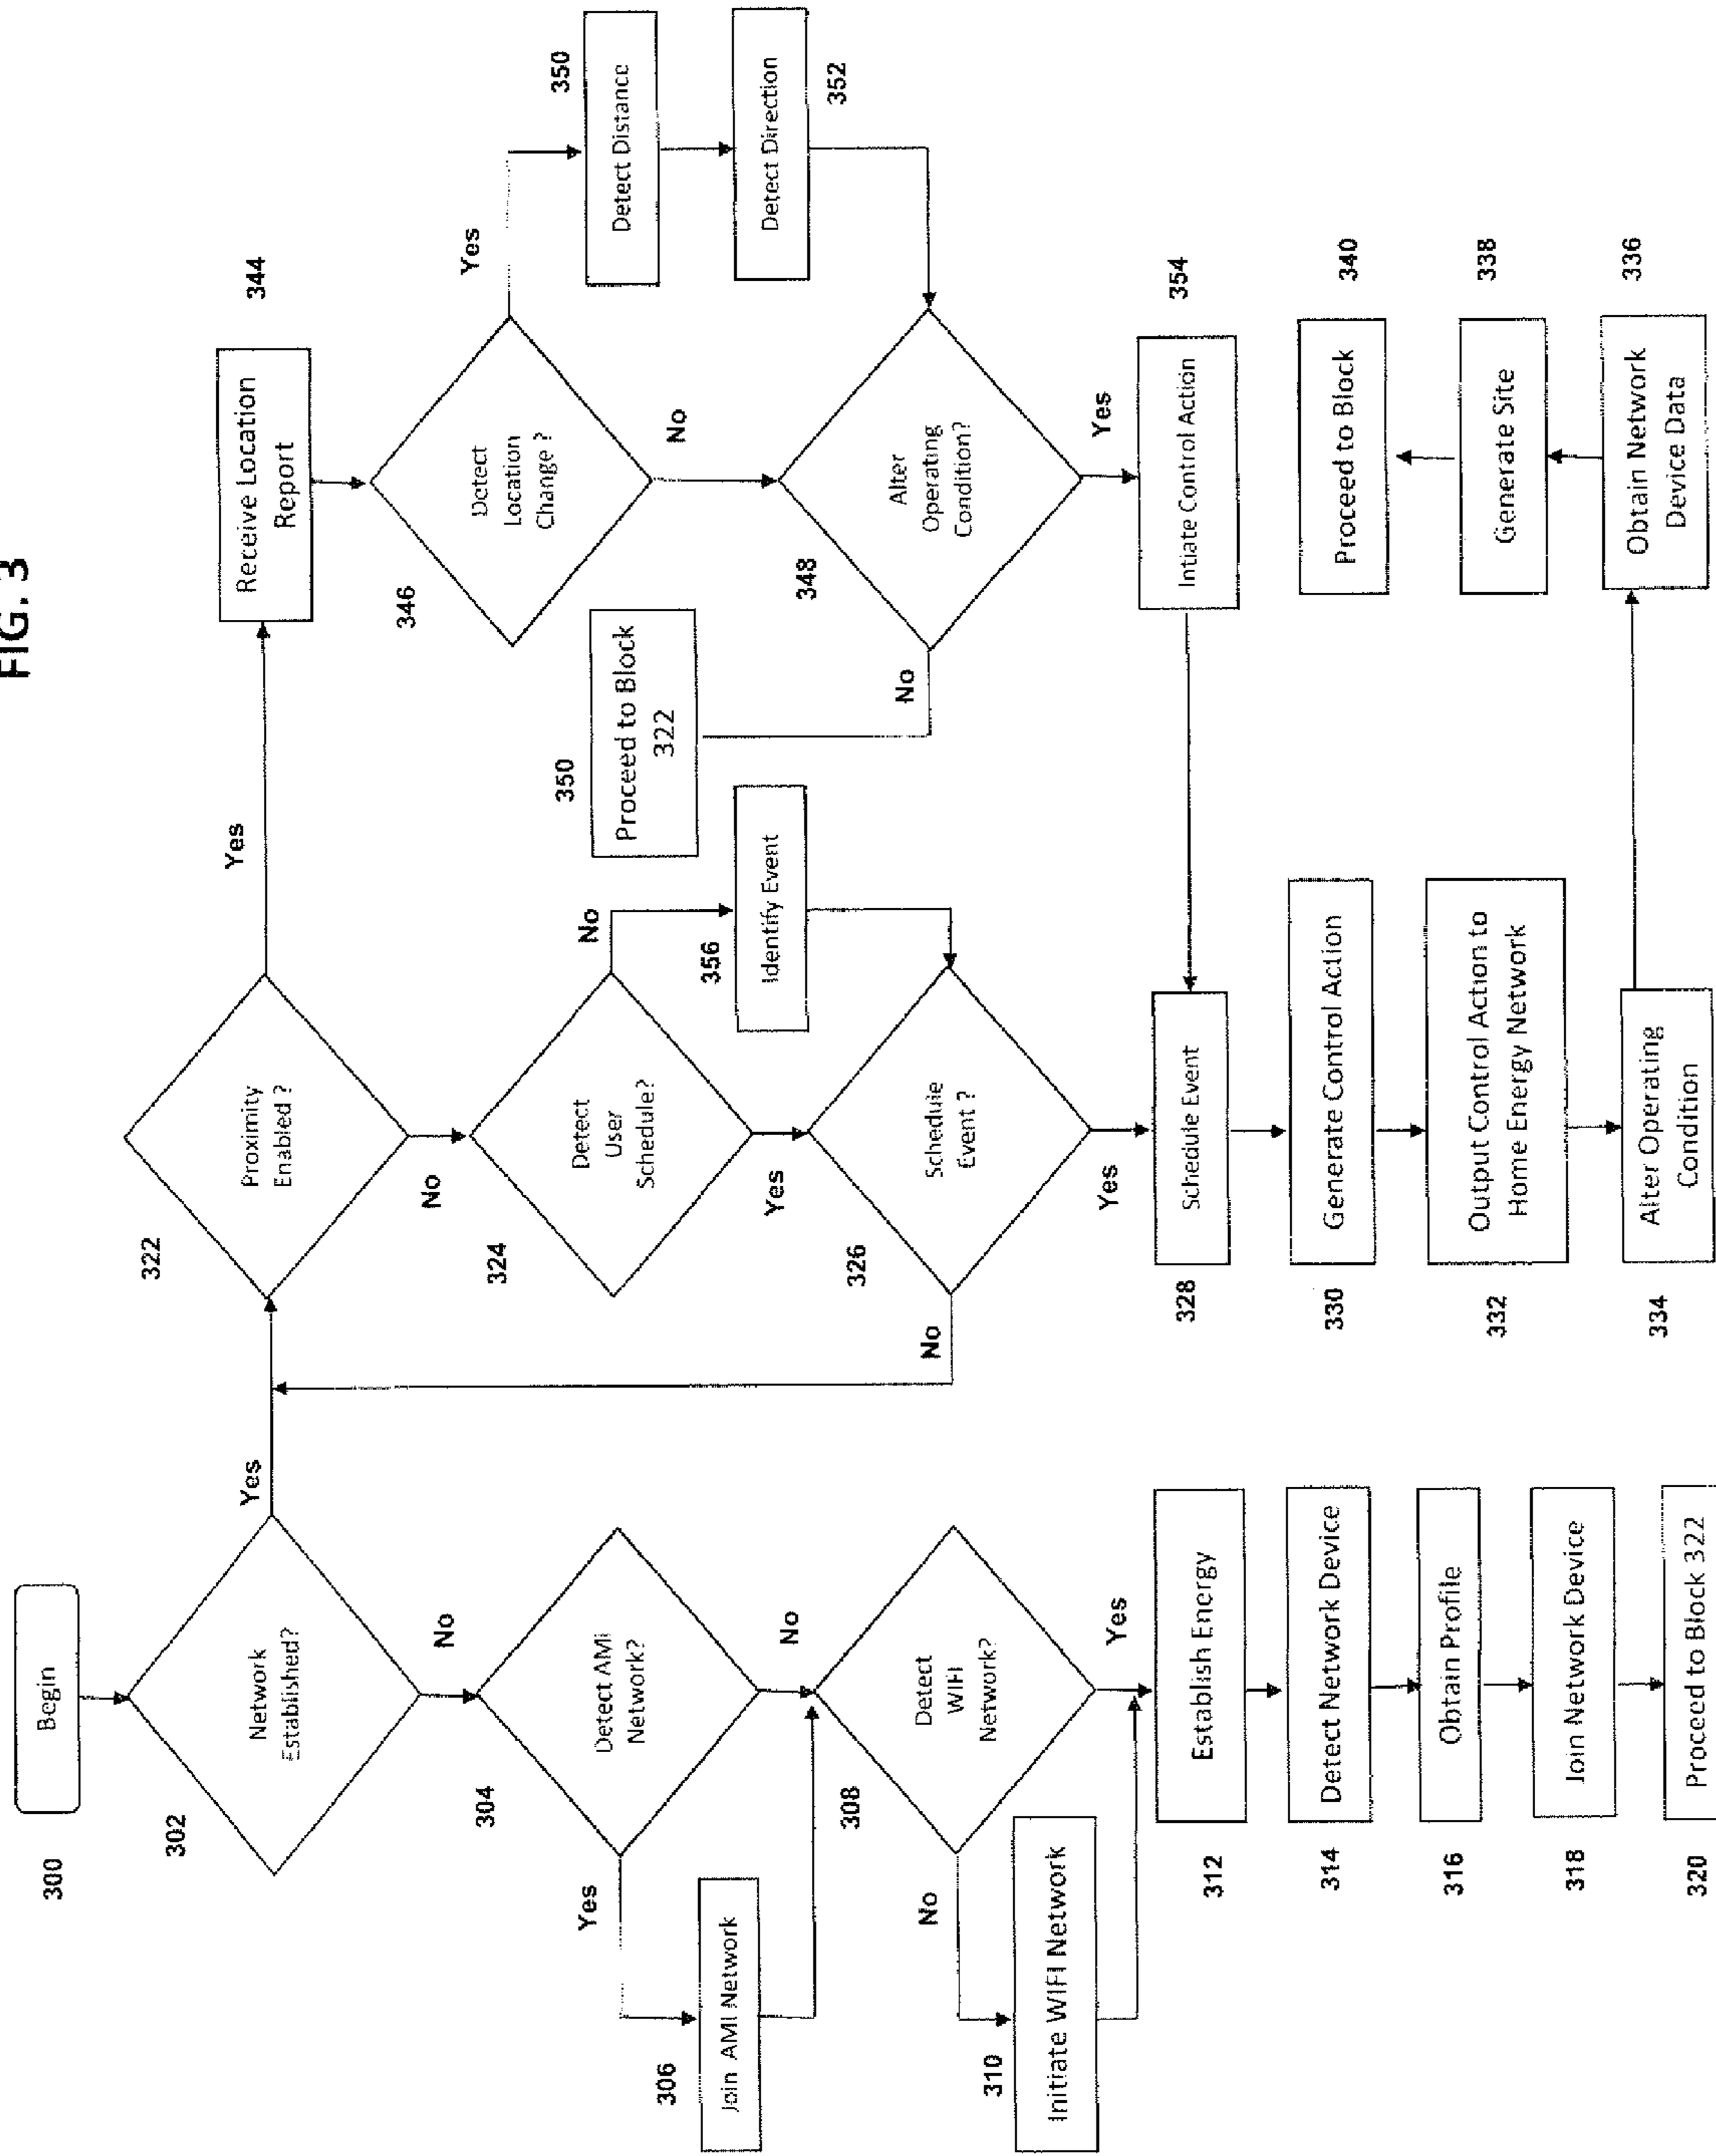 FIG. 3
300
Begin
302
Network
Established?
Yes
No
304
Detect AMI
Network?
Yes
No
306
Join AMI Network
308
Detect
WIFI
Network?
No
Yes
310
Initiate WIFI Network
312
Establish Energy
314
Detect Network Device
316
Obtain Profile
318
Join Network Device
320
Proceed to Block 322
322
Proximity
Enabled ?
Yes
No
324
Detect
User
Schedule?
No
Yes
356
Identify Event
326
Schedule
Event ?
No
Yes
328
Schedule Event
330
Generate Control Action
332
Output Control Action to
Home Energy Network
334
Alter Operating
Condition
344
Receive Location
Report
346
Detect
Location
Change ?
Yes
No
350
Detect Distance
352
Detect Direction
348
Alter
Operating
Condition?
No
Yes
350
Proceed to Block
322
354
Intiate Control Action
340
Proceed to Block
338
Generate Site
336
Obtain Network
Device Data